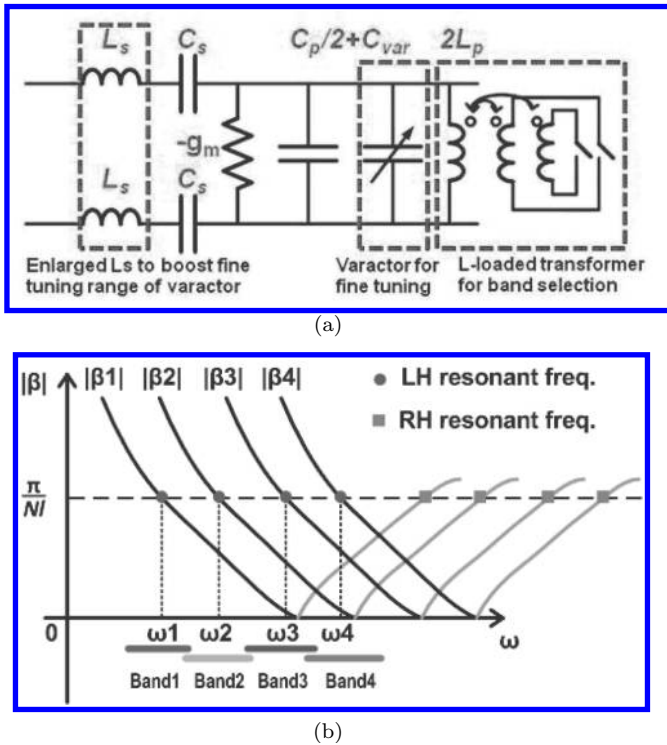 Ls Cs Cp/2+Cvar 2Lp
-gm
Ls Cs
Enlarged Ls to boost fine
tuning range of varactor
Varactor for
fine tuning
L-loaded transformer
for band selection
(a)
|β| |β1| |β2| |β3| |β4|
LH resonant freq.
RH resonant freq.
π/Nl
0 ω1 ω2 ω3 ω4 ω
Band1 Band2 Band3 Band4
(b)